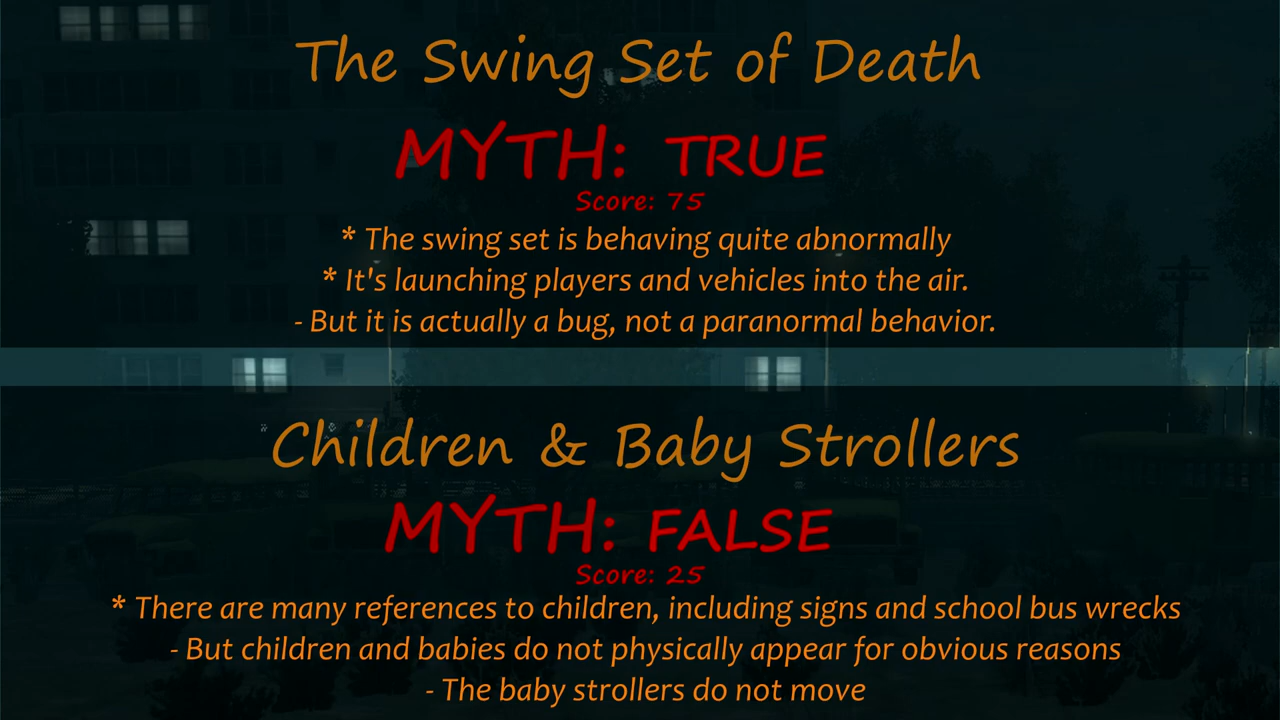 The Swing Set of Death
MYTH: TRUE
Score: 75
* The swing set is behaving quite abnormally
* It's launching players and vehicles into the air.
- But it is actually a bug, not a paranormal behavior.
Children & Baby Strollers
MYTH: FALSE
Score: 25
* There are many references to children, including signs and school bus wrecks
- But children and babies do not physically appear for obvious reasons
- The baby strollers do not move